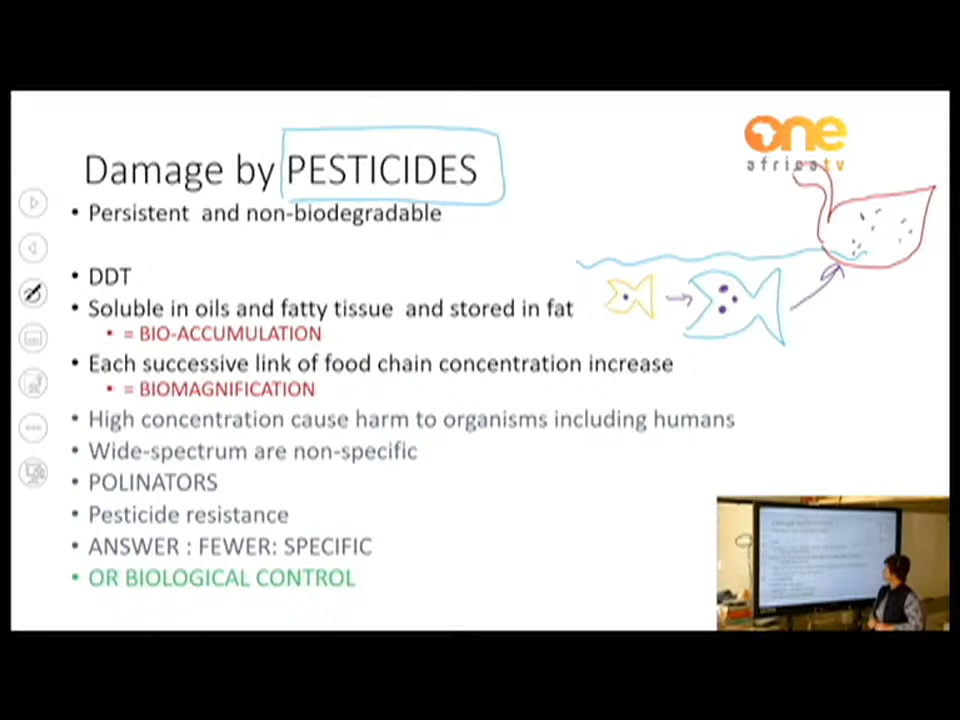 one
africa tv
Damage by PESTICIDES
• Persistent and non-biodegradable
• DDT
• Soluble in oils and fatty tissue and stored in fat
• = BIO-ACCUMULATION
• Each successive link of food chain concentration increase
• = BIOMAGNIFICATION
• High concentration cause harm to organisms including humans
• Wide-spectrum are non-specific
• POLINATORS
• Pesticide resistance
• ANSWER : FEWER: SPECIFIC
• OR BIOLOGICAL CONTROL